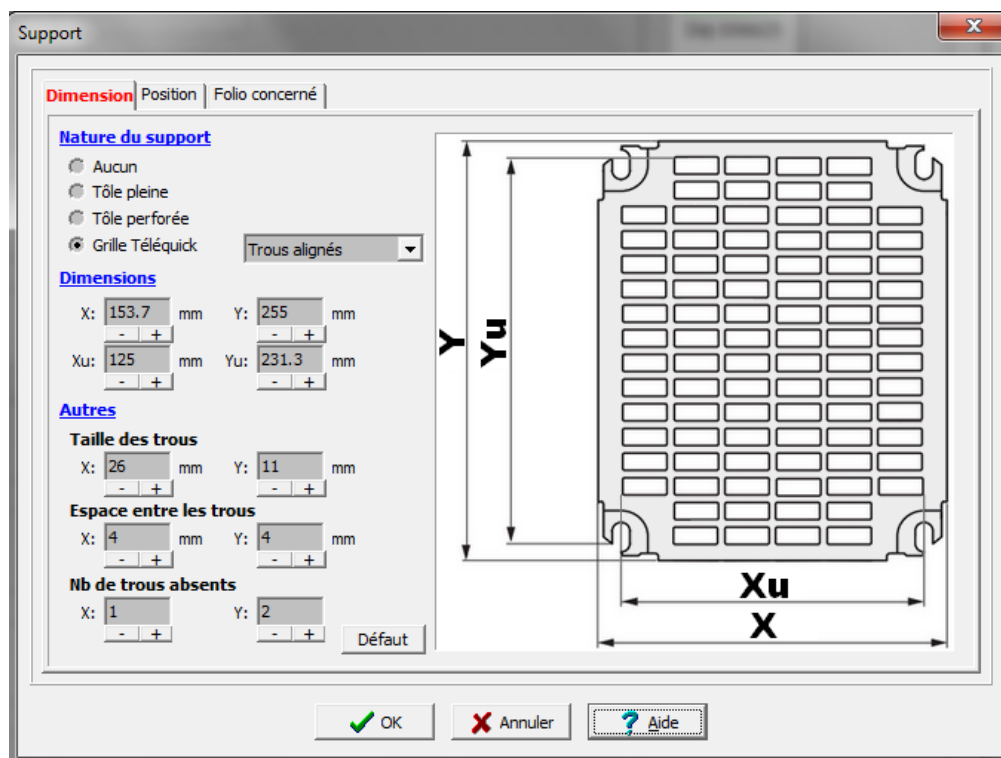 Support
Dimension Position Folio concerné
Nature du support
Aucun
Tôle pleine
Tôle perforée
Grille Téléquick Trous alignés
Dimensions
X: 153.7 mm Y: 255 mm
- + - +
Xu: 125 mm Yu: 231.3 mm
- + - +
Autres
Taille des trous
X: 26 mm Y: 11 mm
- + - +
Espace entre les trous
X: 4 mm Y: 4 mm
- + - +
Nb de trous absents
X: 1 Y: 2
- + - +
Défaut
Y
Yu
Xu
X
OK Annuler ? Aide